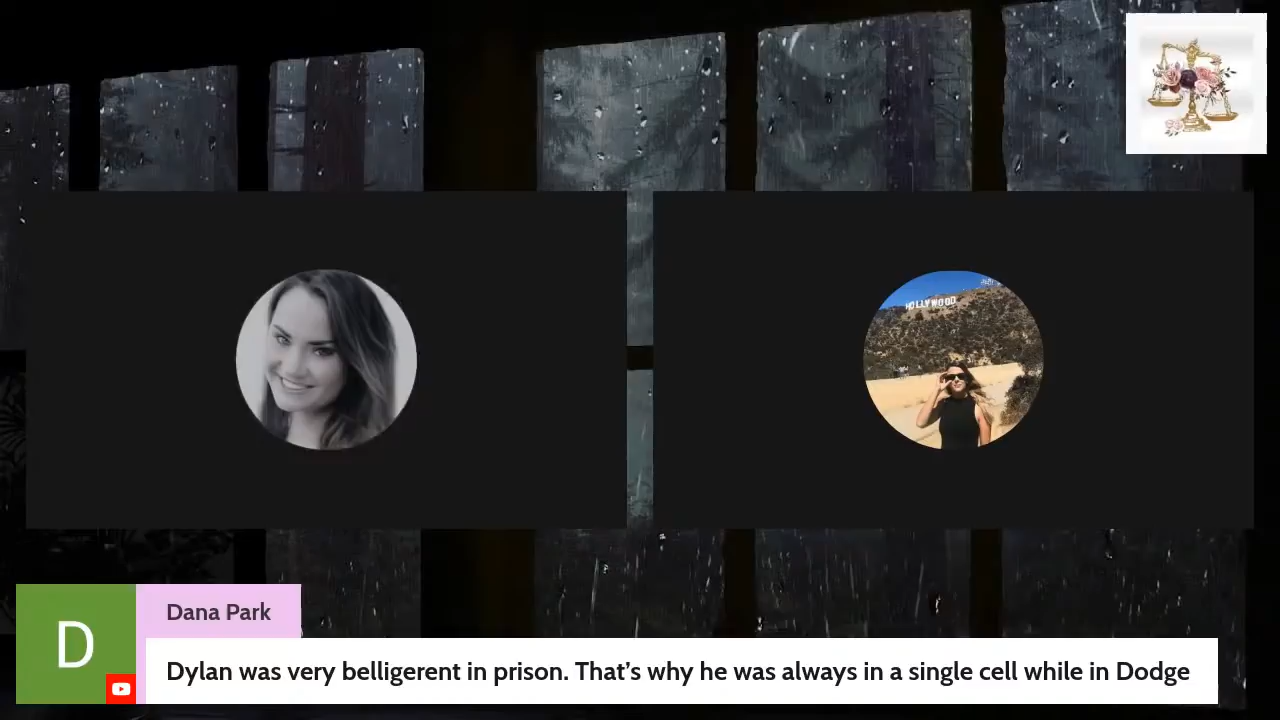 HOLLYWOOD
D
Dana Park
Dylan was very belligerent in prison. That's why he was always in a single cell while in Dodge